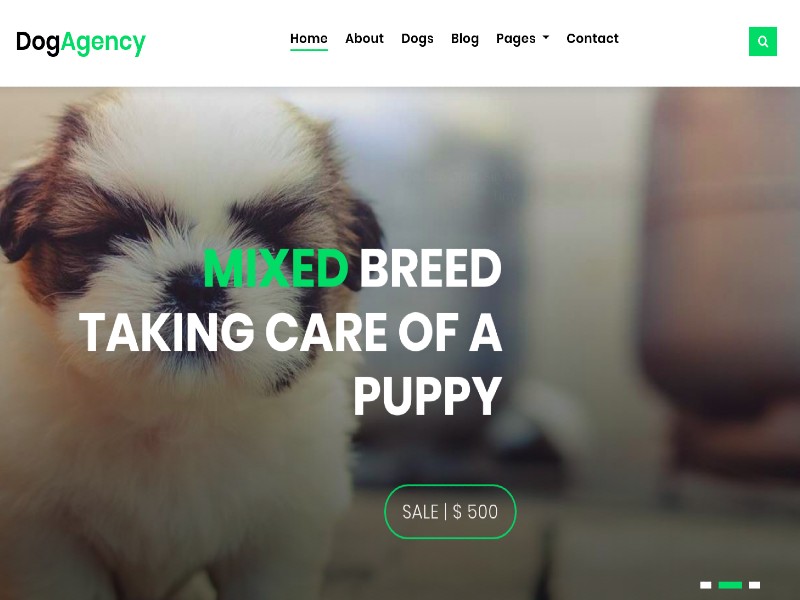 DogAgency
Home About Dogs Blog Pages Contact
MIXED BREED
TAKING CARE OF A
PUPPY
SALE | $ 500